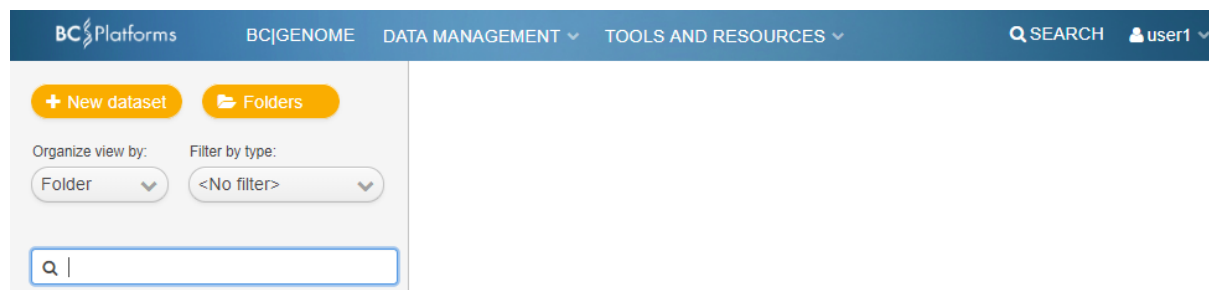 BC Platforms BC|GENOME DATA MANAGEMENT TOOLS AND RESOURCES SEARCH user1
+ New dataset Folders
Organize view by: Filter by type:
Folder <No filter>